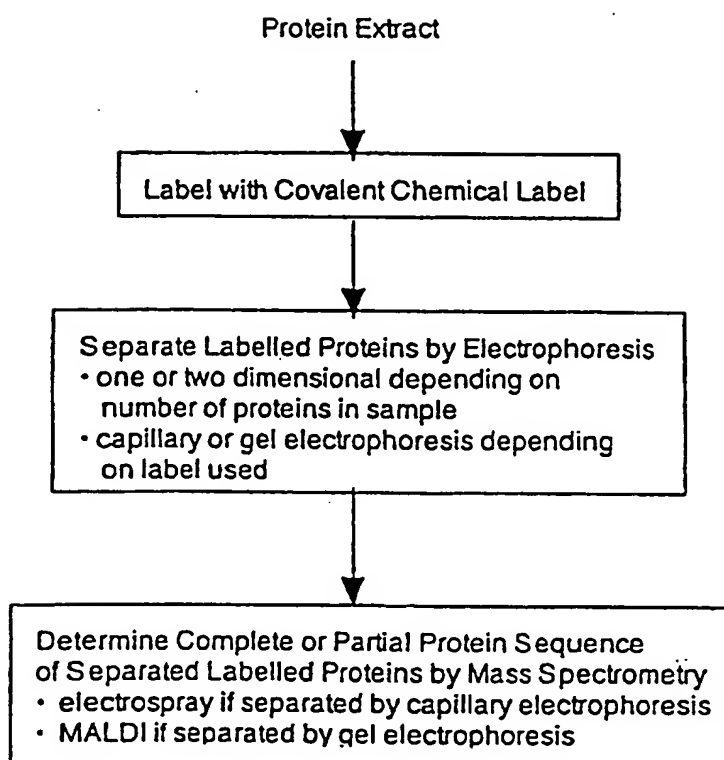 Protein Extract
Label with Covalent Chemical Label
Separate Labelled Proteins by Electrophoresis
• one or two dimensional depending on
number of proteins in sample
• capillary or gel electrophoresis depending
on label used
Determine Complete or Partial Protein Sequence
of Separated Labelled Proteins by Mass Spectrometry
• electrospray if separated by capillary electrophoresis
• MALDI if separated by gel electrophoresis